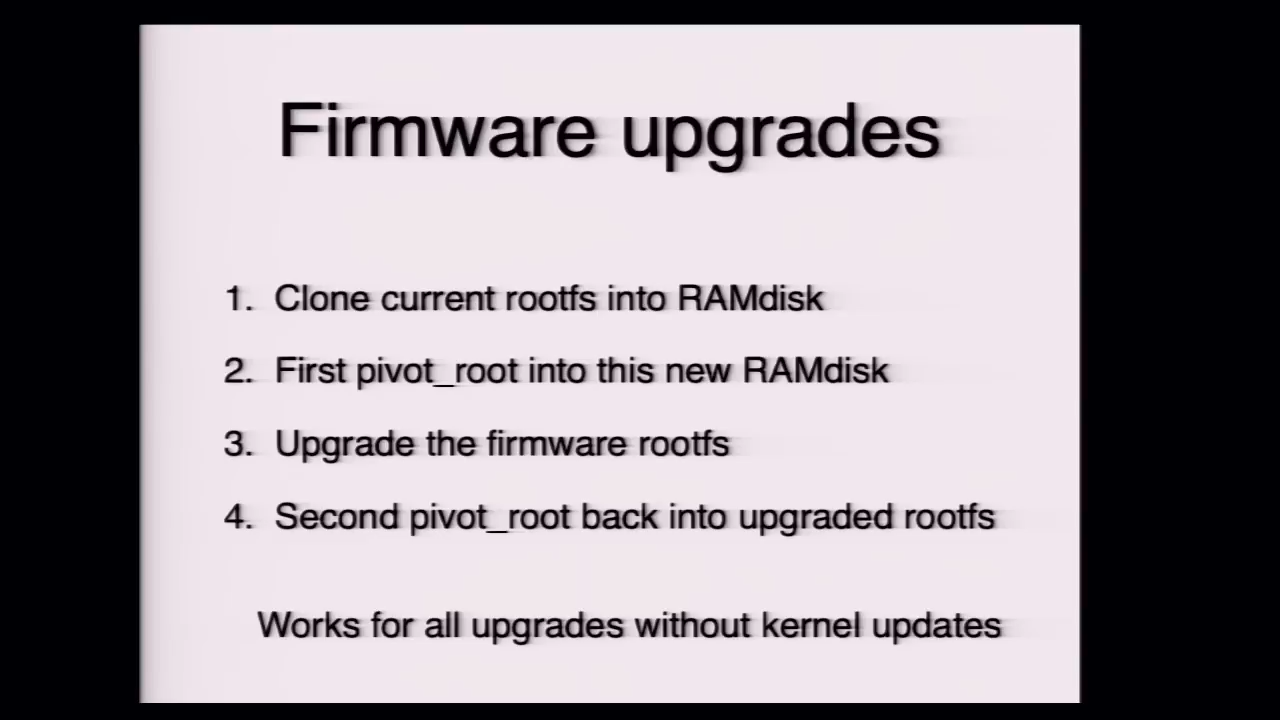 Firmware upgrades
1. Clone current rootfs into RAMdisk
2. First pivot_root into this new RAMdisk
3. Upgrade the firmware rootfs
4. Second pivot_root back into upgraded rootfs
Works for all upgrades without kernel updates